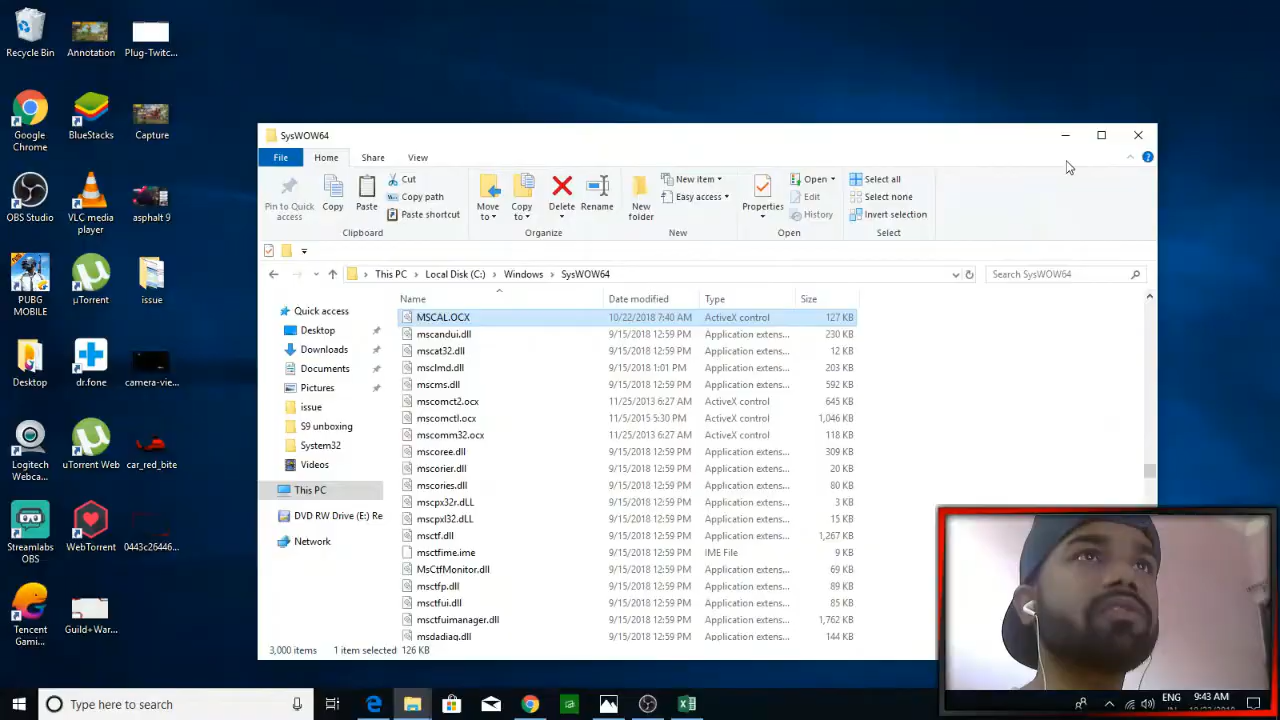 Recycle Bin
Annotation
Plug-Twitc...
Google Chrome
BlueStacks
Capture
OBS Studio
VLC media player
asphalt 9
PUBG MOBILE
µTorrent
issue
Desktop
dr.fone
camera-vie...
Logitech Webca...
uTorrent Web
car_red_bite
Streamlabs OBS
WebTorrent
0443c26446...
Tencent Gami...
Guild+War...
SysWOW64
File Home Share View
Pin to Quick access
Copy
Paste
Cut
Copy path
Paste shortcut
Clipboard
Move to
Copy to
Delete
Rename
Organize
New folder
New item
Easy access
New
Properties
Open
Edit
History
Open
Select all
Select none
Invert selection
Select
This PC > Local Disk (C:) > Windows > SysWOW64
Search SysWOW64
Quick access
Desktop
Downloads
Documents
Pictures
issue
S9 unboxing
System32
Videos
This PC
DVD RW Drive (E:) Re
Network
Name Date modified Type Size
MSCAL.OCX 10/22/2018 7:40 AM ActiveX control 127 KB
mscandui.dll 9/15/2018 12:59 PM Application extens... 230 KB
mscat32.dll 9/15/2018 12:59 PM Application extens... 12 KB
msclmd.dll 9/15/2018 1:01 PM Application extens... 203 KB
mscms.dll 9/15/2018 12:59 PM Application extens... 592 KB
mscomct2.ocx 11/25/2013 6:27 AM ActiveX control 645 KB
mscomctl.ocx 11/5/2015 5:30 PM ActiveX control 1,046 KB
mscomm32.ocx 11/25/2013 6:27 AM ActiveX control 118 KB
mscoree.dll 9/15/2018 12:59 PM Application extens... 309 KB
mscorier.dll 9/15/2018 12:59 PM Application extens... 20 KB
mscories.dll 9/15/2018 12:59 PM Application extens... 80 KB
mscpx32r.dLL 9/15/2018 12:59 PM Application extens... 3 KB
mscpxl32.dLL 9/15/2018 12:59 PM Application extens... 15 KB
msctf.dll 9/15/2018 12:59 PM Application extens... 1,267 KB
msctfime.ime 9/15/2018 12:59 PM IME File 9 KB
MsCtfMonitor.dll 9/15/2018 12:59 PM Application extens... 69 KB
msctfp.dll 9/15/2018 12:59 PM Application extens... 89 KB
msctfui.dll 9/15/2018 12:59 PM Application extens... 85 KB
msctfuimanager.dll 9/15/2018 12:59 PM Application extens... 1,762 KB
msdadiag.dll 9/15/2018 12:59 PM Application extens... 144 KB
3,000 items 1 item selected 126 KB
Type here to search
ENG
9:43 AM